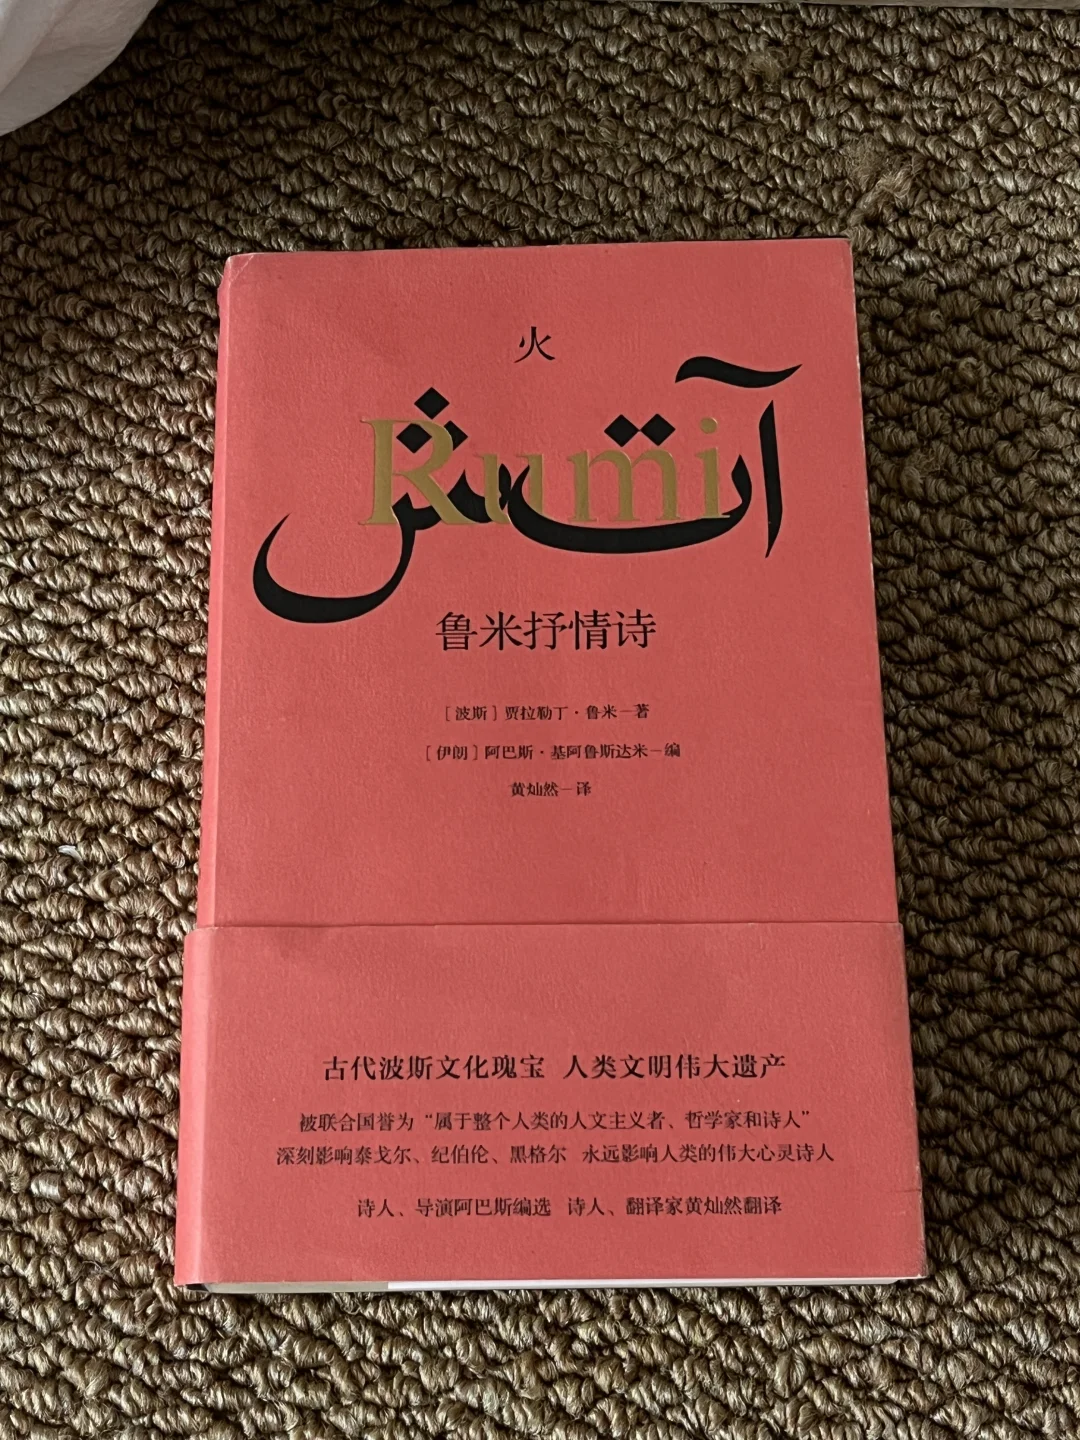 火
آتش
Rumi
鲁米抒情诗
［波斯］贾拉勒丁·鲁米—著
［伊朗］阿巴斯·基阿鲁斯达米—编
黄灿然—译
古代波斯文化瑰宝 人类文明伟大遗产
被联合国誉为“属于整个人类的人文主义者、哲学家和诗人”
深刻影响泰戈尔、纪伯伦、黑格尔 永远影响人类的伟大心灵诗人
诗人、导演阿巴斯编选 诗人、翻译家黄灿然翻译